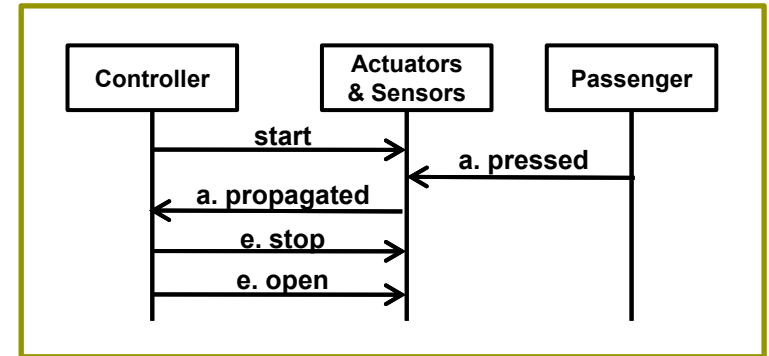 Controller
Actuators
& Sensors
Passenger
start
a. pressed
a. propagated
e. stop
e. open